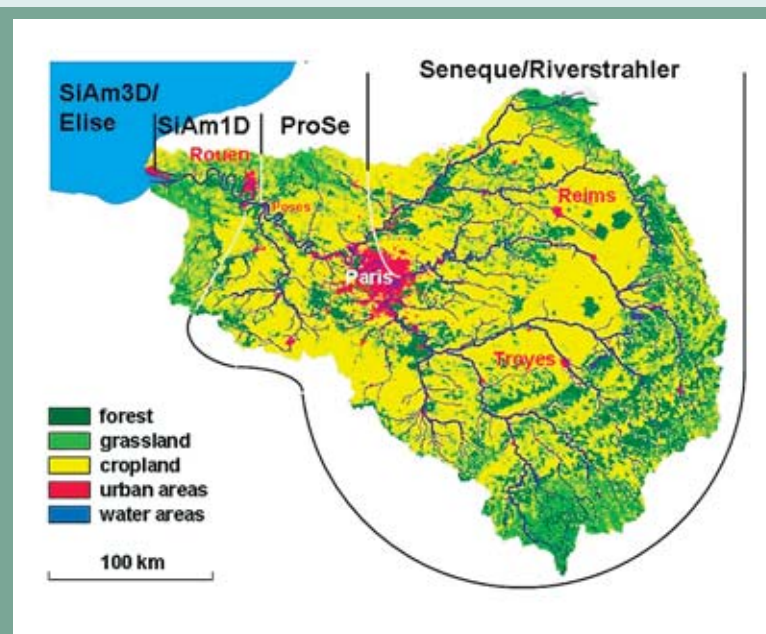 Seneque/Riverstrahler
SiAm3D/
Elise
SiAm1D
ProSe
Rouen
Poses
Reims
Paris
Troyes
forest
grassland
cropland
urban areas
water areas
100 km